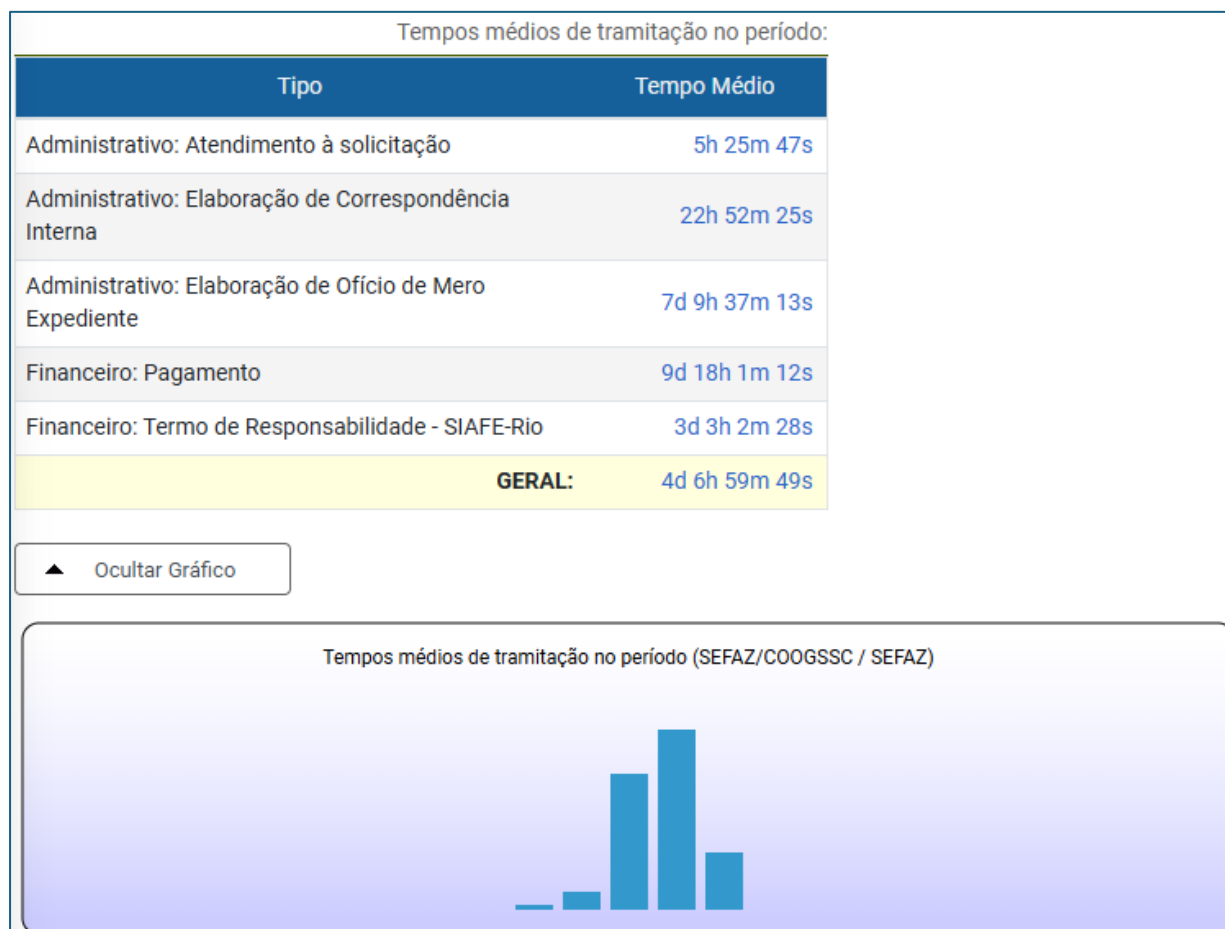 Tempos médios de tramitação no período:
Tipo Tempo Médio
Administrativo: Atendimento à solicitação 5h 25m 47s
Administrativo: Elaboração de Correspondência
Interna 22h 52m 25s
Administrativo: Elaboração de Ofício de Mero
Expediente 7d 9h 37m 13s
Financeiro: Pagamento 9d 18h 1m 12s
Financeiro: Termo de Responsabilidade - SIAFE-Rio 3d 3h 2m 28s
GERAL: 4d 6h 59m 49s
Ocultar Gráfico
Tempos médios de tramitação no período (SEFAZ/COOGSSC / SEFAZ)